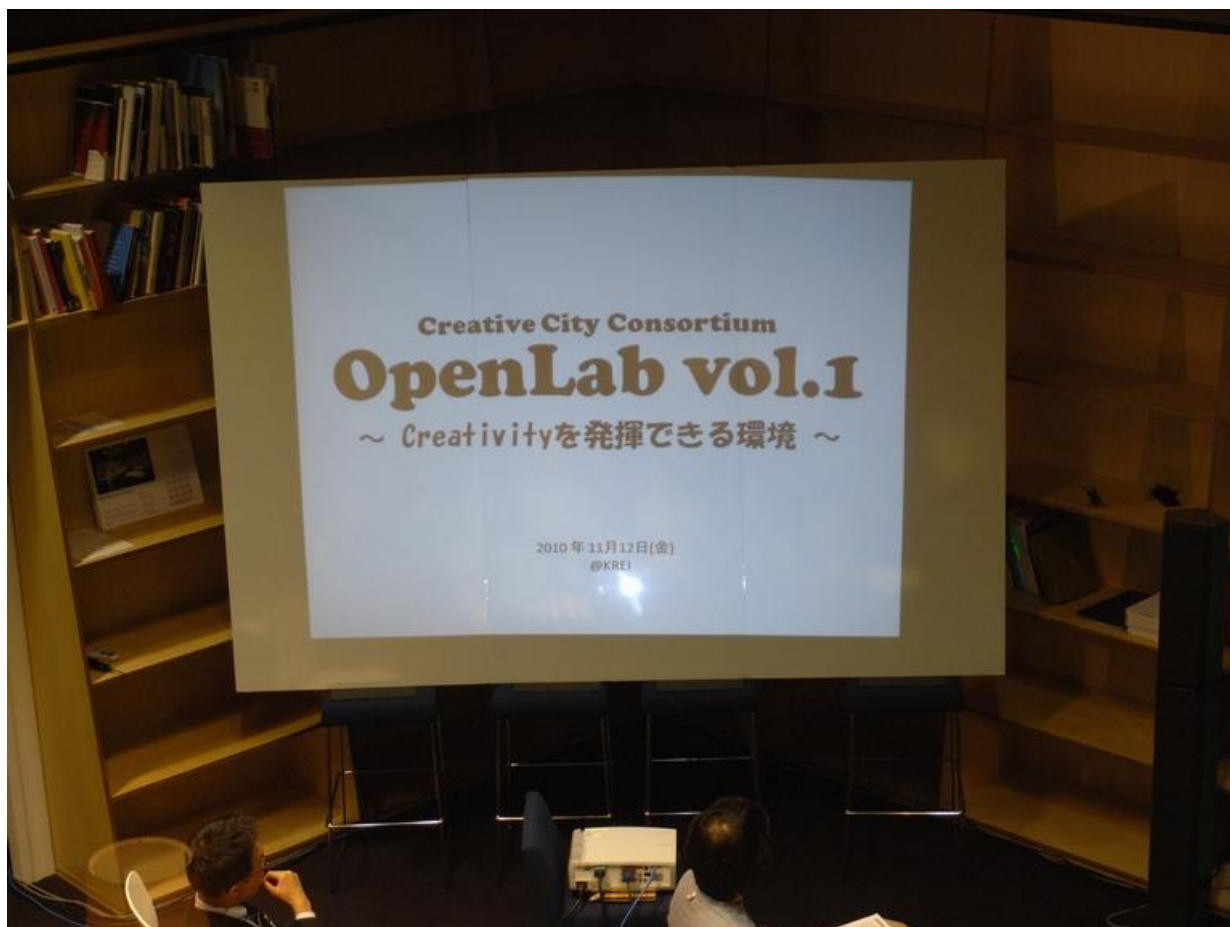 Creative City Consortium
OpenLab vol.1
～ Creativityを発揮できる環境 ～
2010 年 11月12日(金)
@KREI